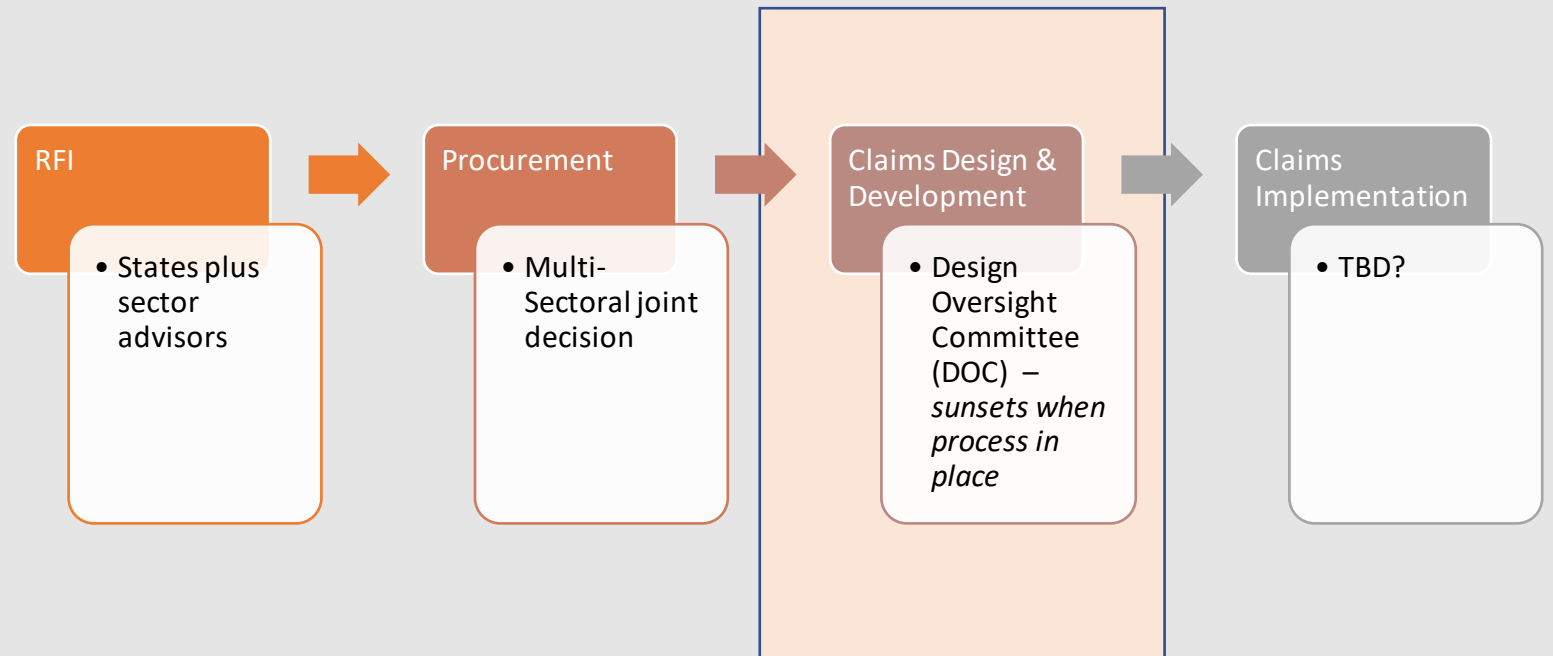 RFI
• States plus
sector
advisors
Procurement
• Multi-
Sectoral joint
decision
Claims Design &
Development
• Design
Oversight
Committee
(DOC) –
sunsets when
process in
place
Claims
Implementation
• TBD?